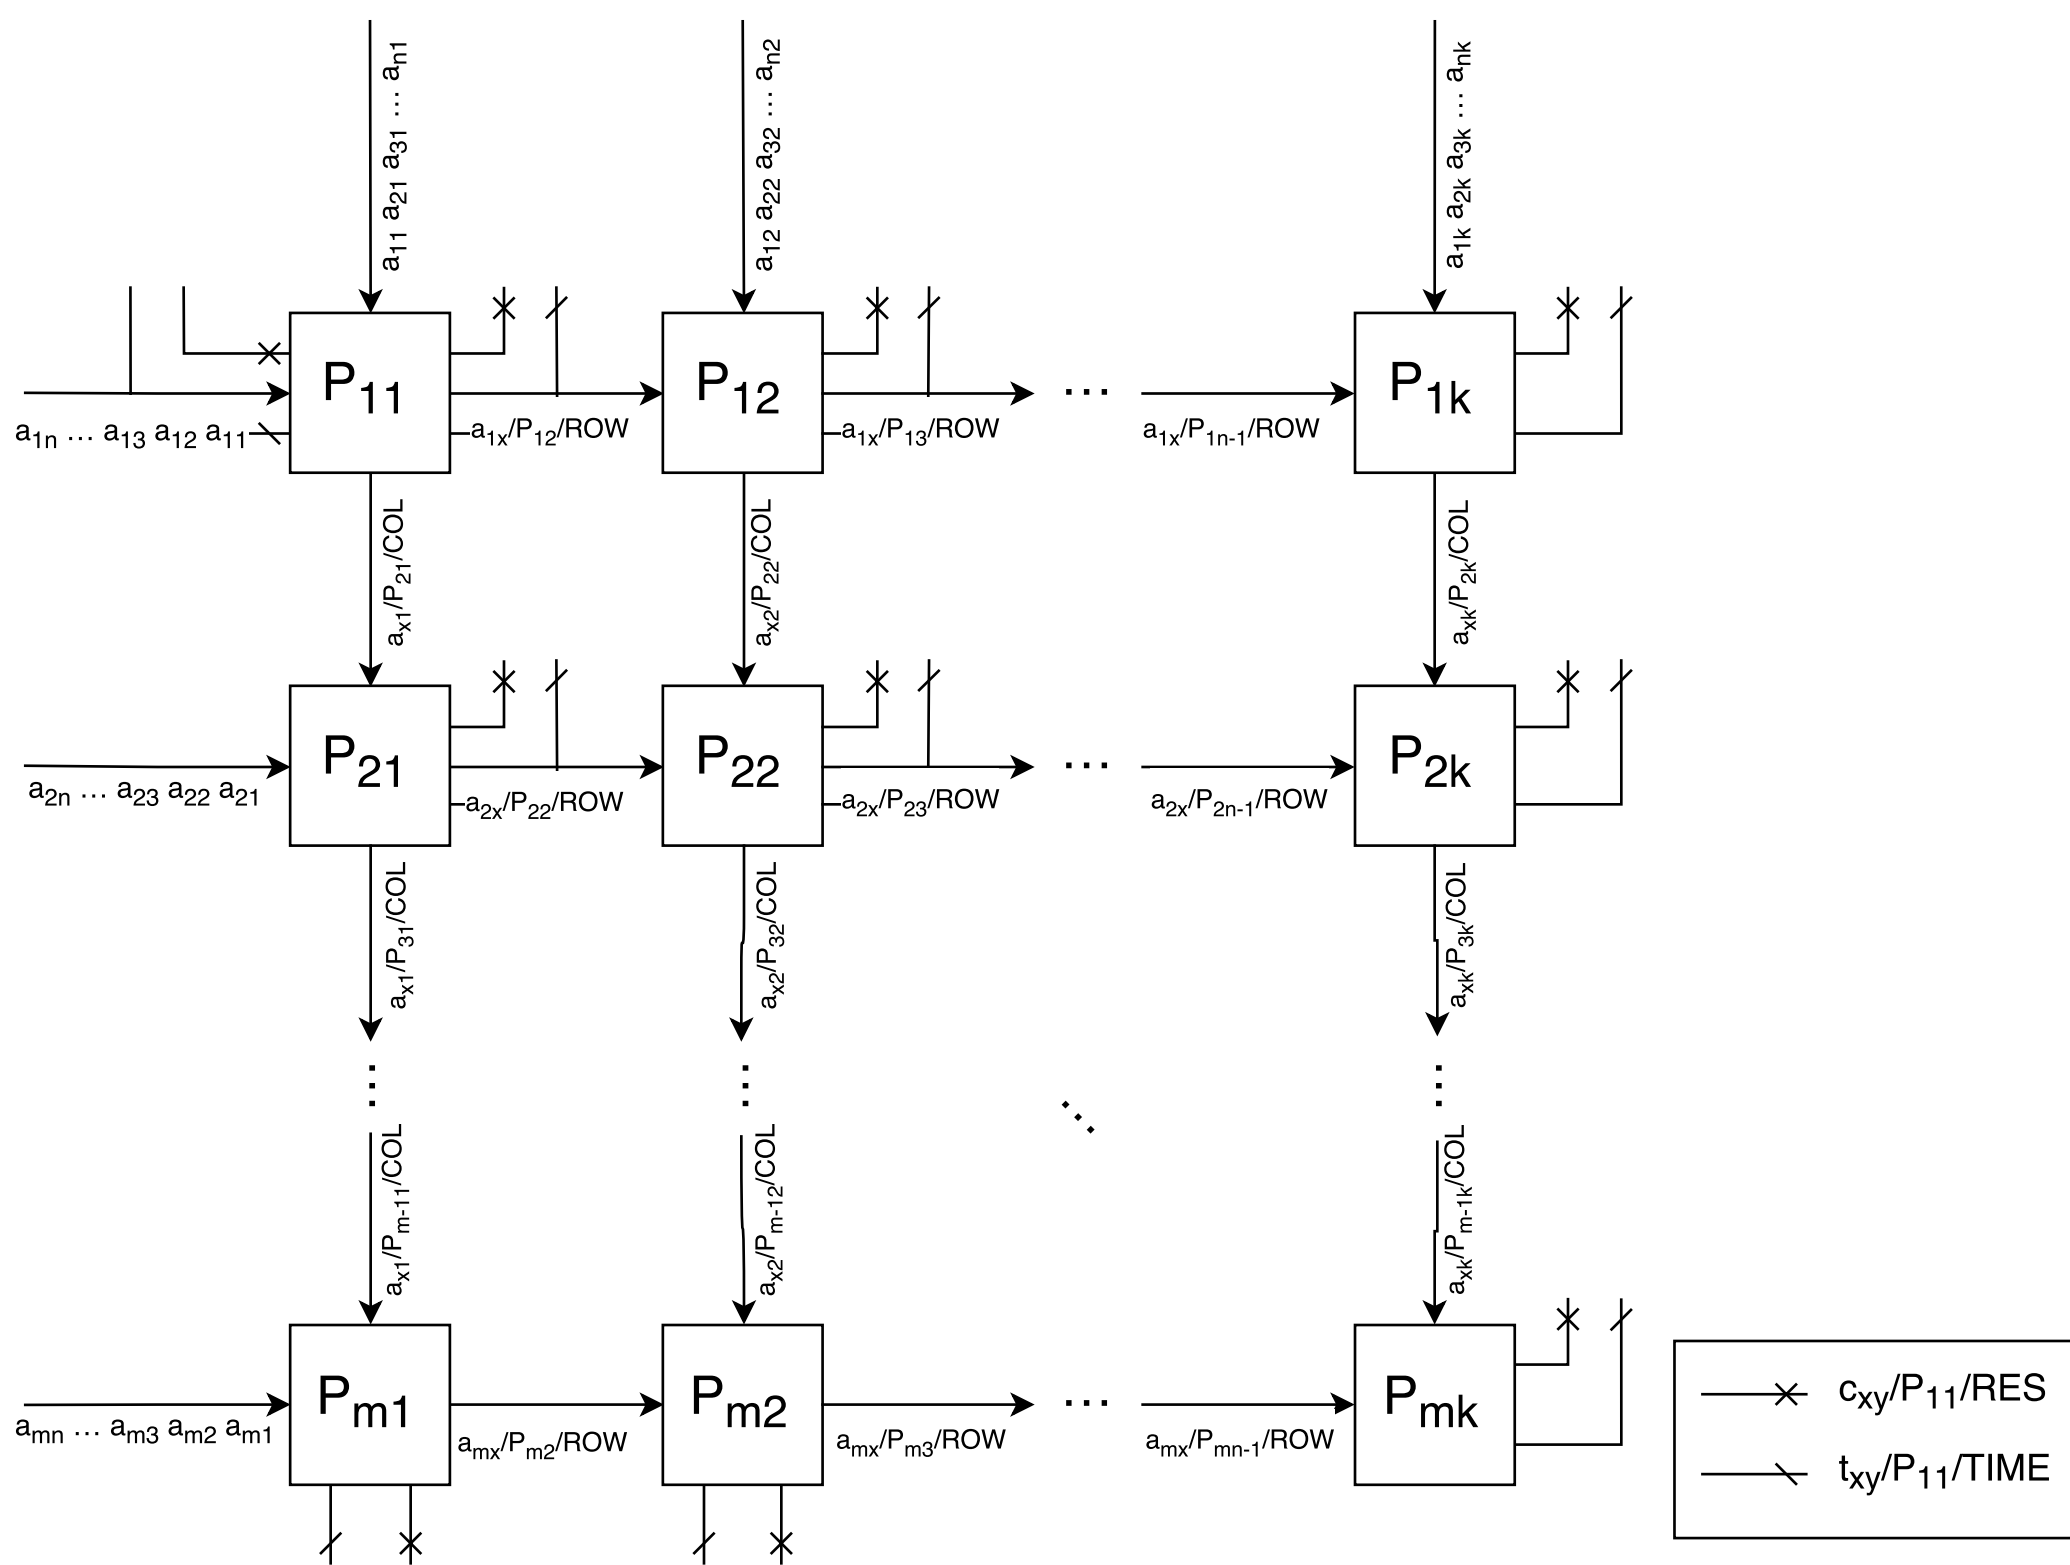 a11 a21 a31 … an1
a12 a22 a32 … an2
a1k a2k a3k … ank
P11
P12
…
P1k
a1n … a13 a12 a11
a1x/P12/ROW
a1x/P13/ROW
a1x/P1n-1/ROW
ax1/P21/COL
ax2/P22/COL
axk/P2k/COL
P21
P22
…
P2k
a2n … a23 a22 a21
a2x/P22/ROW
a2x/P23/ROW
a2x/P2n-1/ROW
ax1/P31/COL
ax2/P32/COL
axk/P3k/COL
…
…
…
…
ax1/Pm-11/COL
ax2/Pm-12/COL
axk/Pm-1k/COL
Pm1
Pm2
…
Pmk
amn … am3 am2 am1
amx/Pm2/ROW
amx/Pm3/ROW
amx/Pmn-1/ROW
cxy/P11/RES
txy/P11/TIME